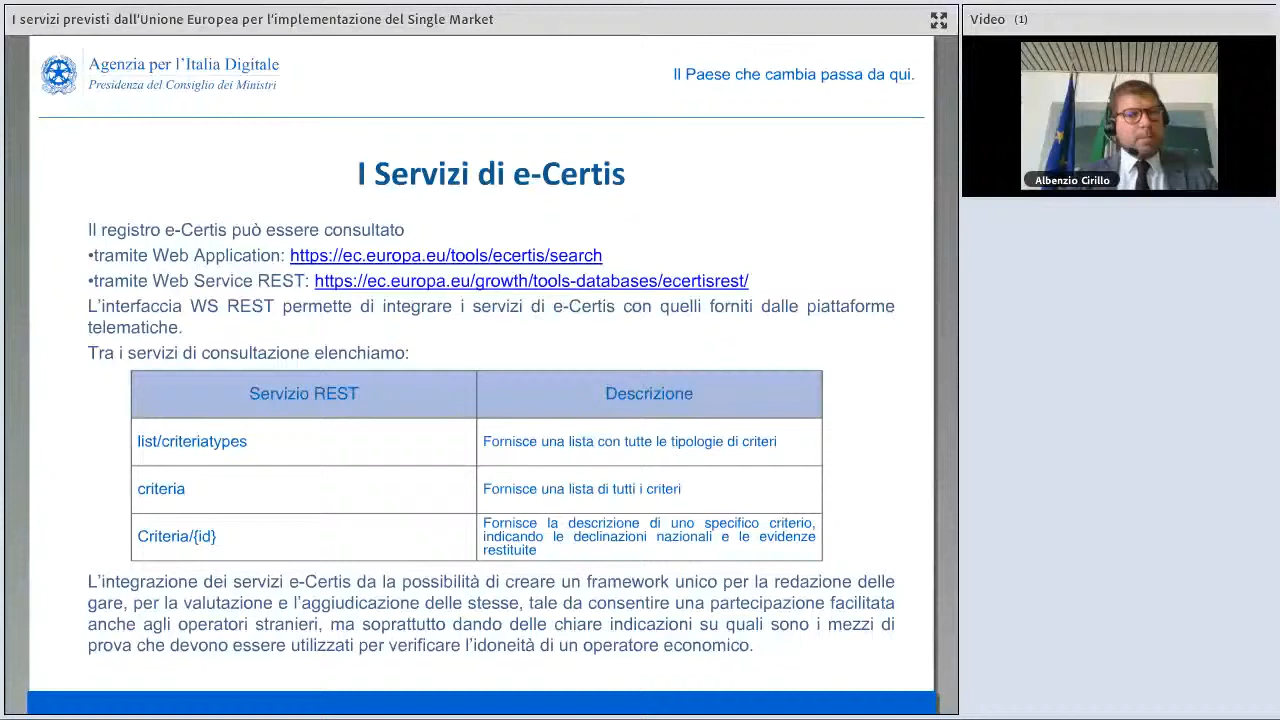 I servizi previsti dall'Unione Europea per l'implementazione del Single Market
Video (1)
Agenzia per l'Italia Digitale
Presidenza del Consiglio dei Ministri
Il Paese che cambia passa da qui.
Albenzio Cirillo
I Servizi di e-Certis
Il registro e-Certis può essere consultato
•tramite Web Application: https://ec.europa.eu/tools/ecertis/search
•tramite Web Service REST: https://ec.europa.eu/growth/tools-databases/ecertisrest/
L'interfaccia WS REST permette di integrare i servizi di e-Certis con quelli forniti dalle piattaforme
telematiche.
Tra i servizi di consultazione elenchiamo:
Servizio REST Descrizione
list/criteriatypes Fornisce una lista con tutte le tipologie di criteri
criteria Fornisce una lista di tutti i criteri
Criteria/{id} Fornisce la descrizione di uno specifico criterio,
indicando le declinazioni nazionali e le evidenze
restituite
L'integrazione dei servizi e-Certis da la possibilità di creare un framework unico per la redazione delle
gare, per la valutazione e l'aggiudicazione delle stesse, tale da consentire una partecipazione facilitata
anche agli operatori stranieri, ma soprattutto dando delle chiare indicazioni su quali sono i mezzi di
prova che devono essere utilizzati per verificare l'idoneità di un operatore economico.